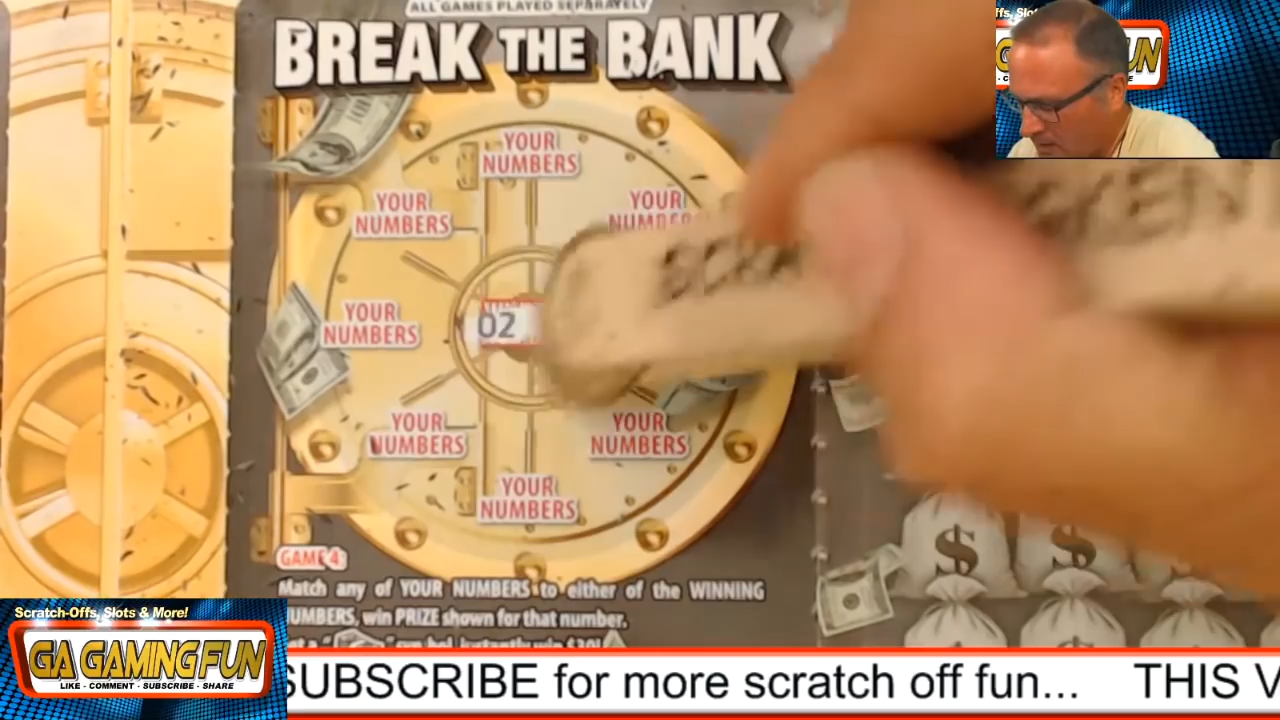 ALL GAMES PLAYED SEPARATELY
BREAK THE BANK
YOUR
NUMBERS
YOUR
NUMBERS
YOUR
NUMBERS
YOUR
NUMBERS
02
YOUR
NUMBERS
YOUR
NUMBERS
YOUR
NUMBERS
GAME 4:
Match any of YOUR NUMBERS to either of the WINNING
NUMBERS, win PRIZE shown for that number.
instantly win $30!
$ $
Scratch-Offs, Slots & More!
GA GAMING FUN
LIKE - COMMENT - SUBSCRIBE - SHARE
SUBSCRIBE for more scratch off fun... THIS V